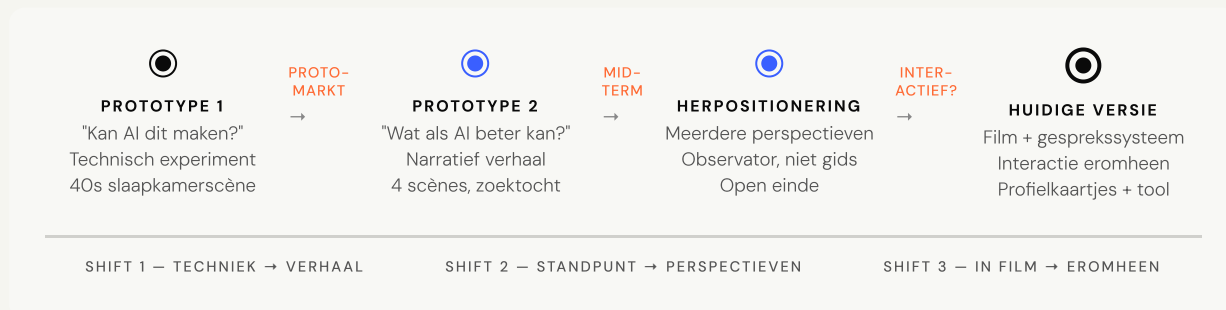 PROTOTYPE 1
"Kan AI dit maken?"
Technisch experiment
40s slaapkamerscène
PROTO-
MARKT
→
PROTOTYPE 2
"Wat als AI beter kan?"
Narratief verhaal
4 scènes, zoektocht
MID-
TERM
→
HERPOSITIONERING
Meerdere perspectieven
Observator, niet gids
Open einde
INTER-
ACTIEF?
→
HUIDIGE VERSIE
Film + gesprekssysteem
Interactie eromheen
Profielkaartjes + tool
SHIFT 1 — TECHNIEK → VERHAAL
SHIFT 2 — STANDPUNT → PERSPECTIEVEN
SHIFT 3 — IN FILM → EROMHEEN